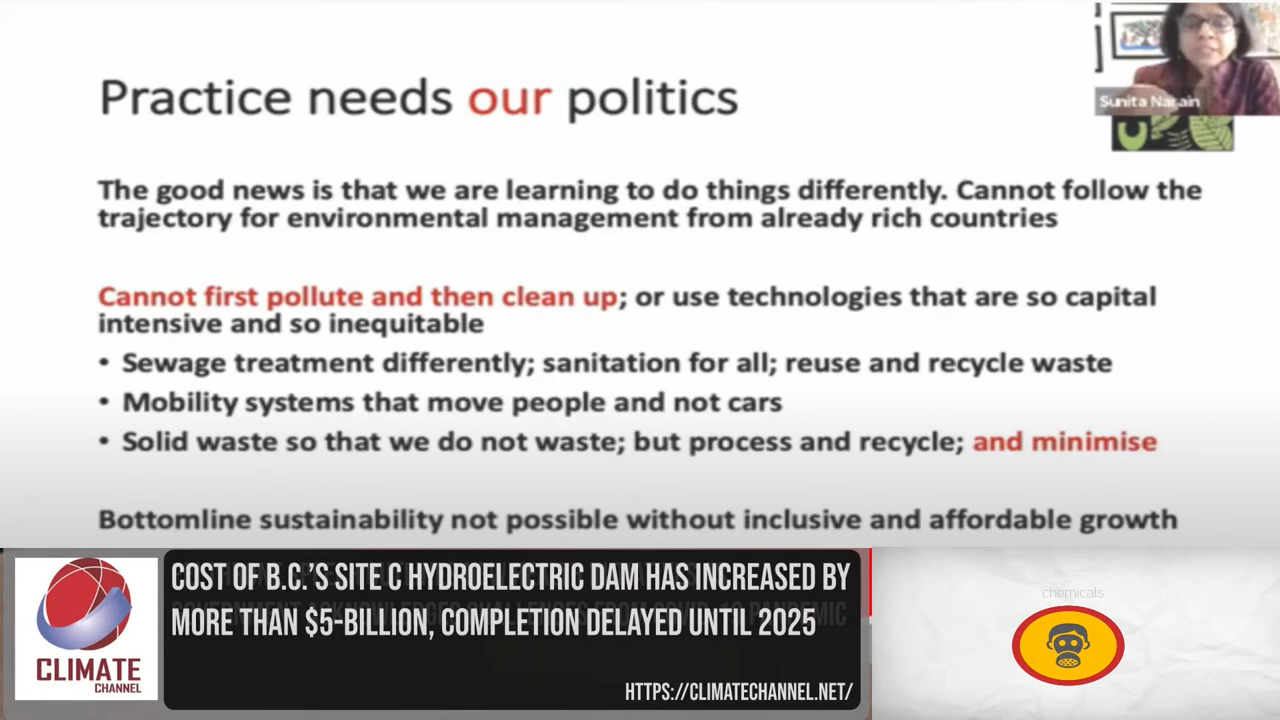 Practice needs our politics
Sunita Narain
The good news is that we are learning to do things differently. Cannot follow the
trajectory for environmental management from already rich countries
Cannot first pollute and then clean up; or use technologies that are so capital
intensive and so inequitable
• Sewage treatment differently; sanitation for all; reuse and recycle waste
• Mobility systems that move people and not cars
• Solid waste so that we do not waste; but process and recycle; and minimise
Bottomline sustainability not possible without inclusive and affordable growth
CLIMATE
CHANNEL
COST OF B.C.'S SITE C HYDROELECTRIC DAM HAS INCREASED BY
MORE THAN $5-BILLION, COMPLETION DELAYED UNTIL 2025
HTTPS://CLIMATECHANNEL.NET/
chemicals